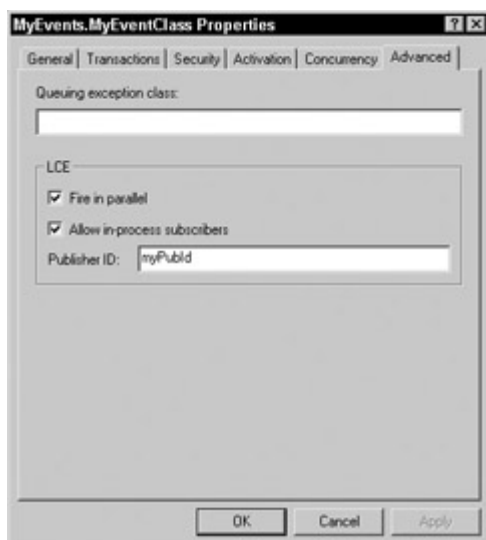 MyEvents.MyEventClass Properties
General Transactions Security Activation Concurrency Advanced
Queuing exception class:
LCE
Fire in parallel
Allow in-process subscribers
Publisher ID: myPubId
OK Cancel Apply